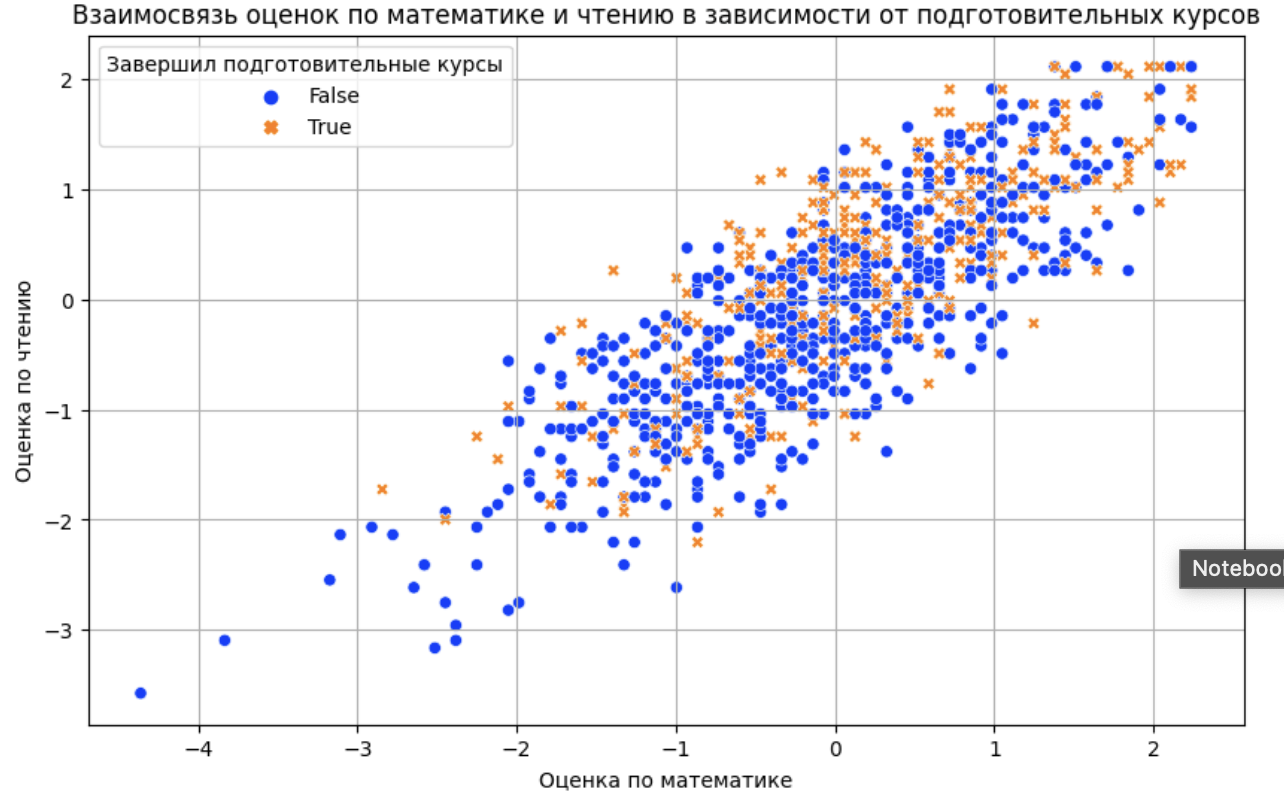 Взаимосвязь оценок по математике и чтению в зависимости от подготовительных курсов
Завершил подготовительные курсы
False
True
Оценка по чтению
2
1
0
−1
−2
−3
−4
−3
−2
−1
0
1
2
Оценка по математике
Notebook